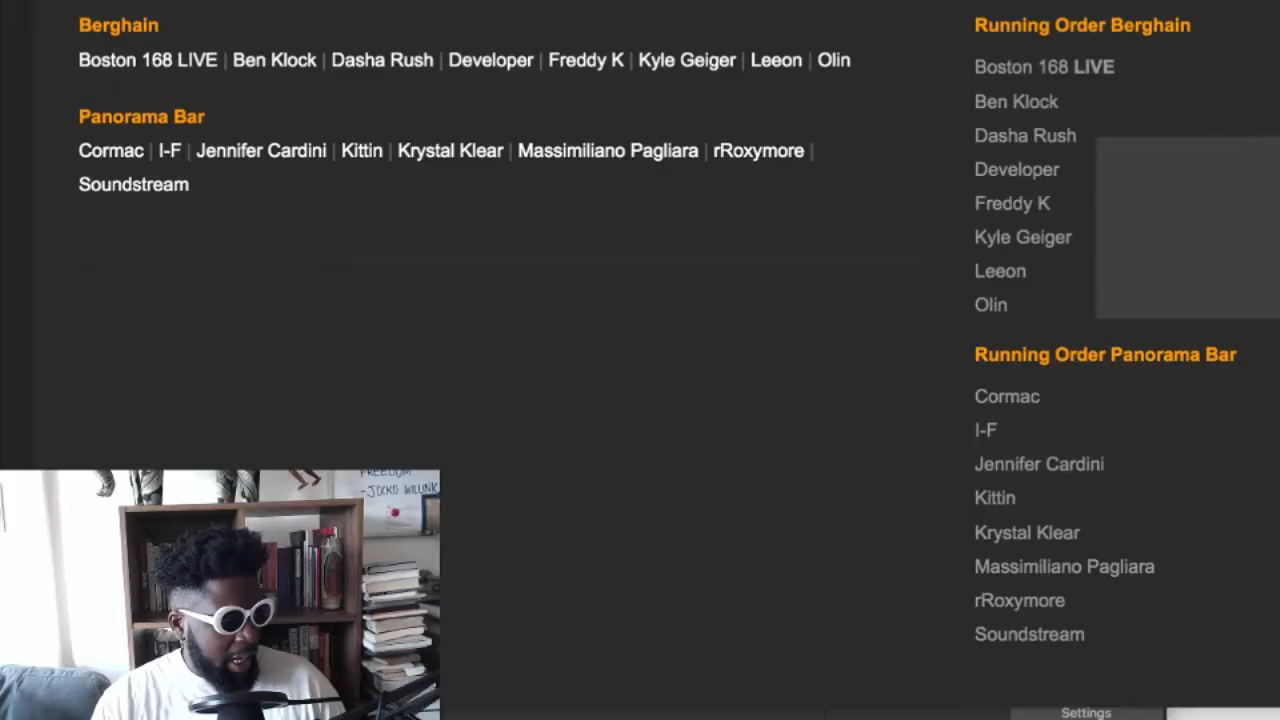 Berghain
Boston 168 LIVE | Ben Klock | Dasha Rush | Developer | Freddy K | Kyle Geiger | Leeon | Olin
Panorama Bar
Cormac | I-F | Jennifer Cardini | Kittin | Krystal Klear | Massimiliano Pagliara | rRoxymore |
Soundstream
Running Order Berghain
Boston 168 LIVE
Ben Klock
Dasha Rush
Developer
Freddy K
Kyle Geiger
Leeon
Olin
Running Order Panorama Bar
Cormac
I-F
Jennifer Cardini
Kittin
Krystal Klear
Massimiliano Pagliara
rRoxymore
Soundstream
FREEDOM
-JOCKO WILLINK
Settings